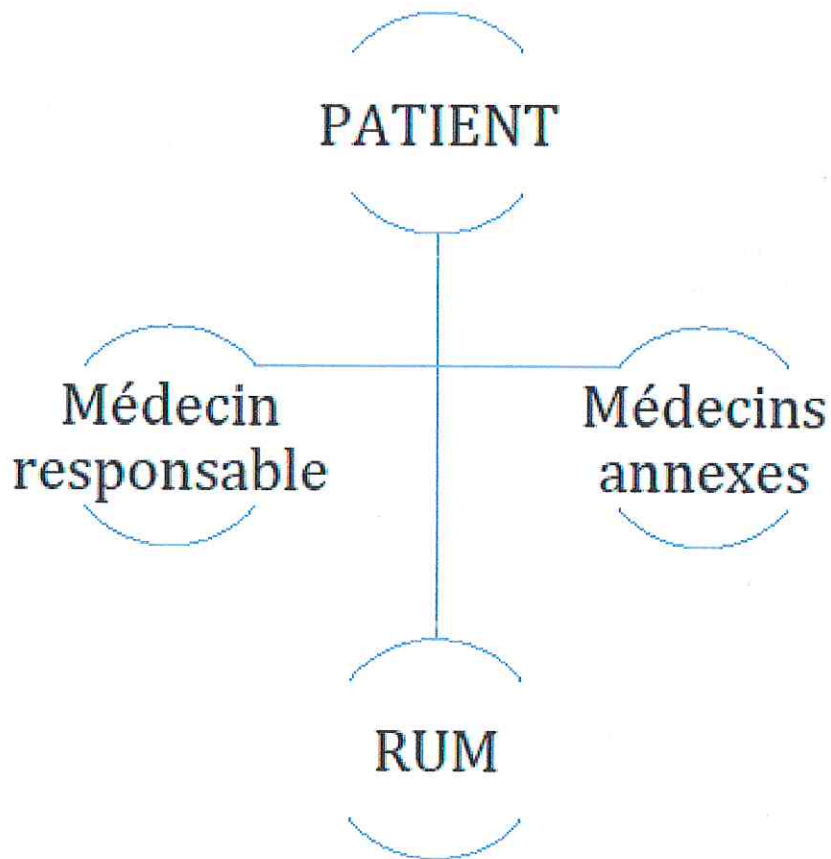 PATIENT
Médecin
responsable
Médecins
annexes
RUM